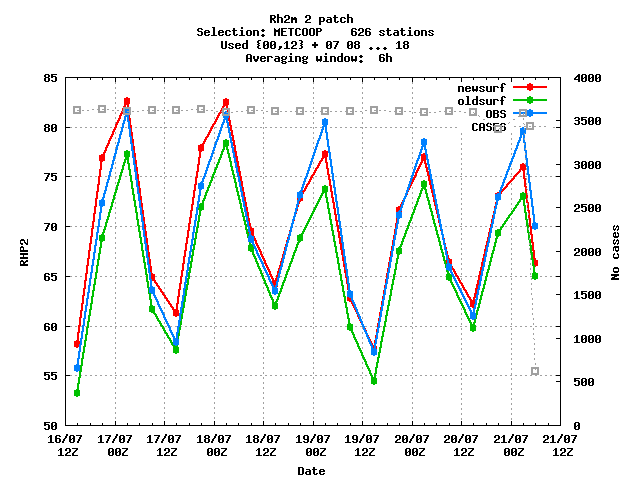 Rh2m 2 patch
Selection: METCOOP 626 stations
Used {00,12} + 07 08 ... 18
Averaging window: 6h
85 4000
newsurf
oldsurf
OBS
CASES
80 3500
75 3000
2500
70
RHP2
2000
No cases
65
1500
60
1000
55
500
50 0
16/07 17/07 17/07 18/07 18/07 19/07 19/07 20/07 20/07 21/07 21/07
12Z 00Z 12Z 00Z 12Z 00Z 12Z 00Z 12Z 00Z 12Z
Date